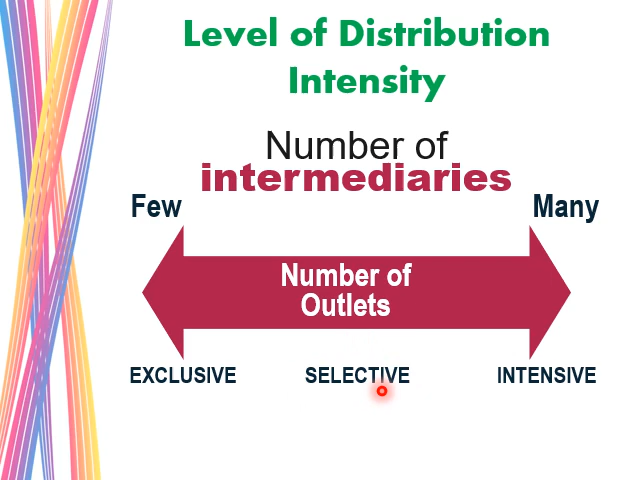 Level of Distribution
Intensity
Number of
intermediaries
Few
Many
Number of
Outlets
EXCLUSIVE
SELECTIVE
INTENSIVE